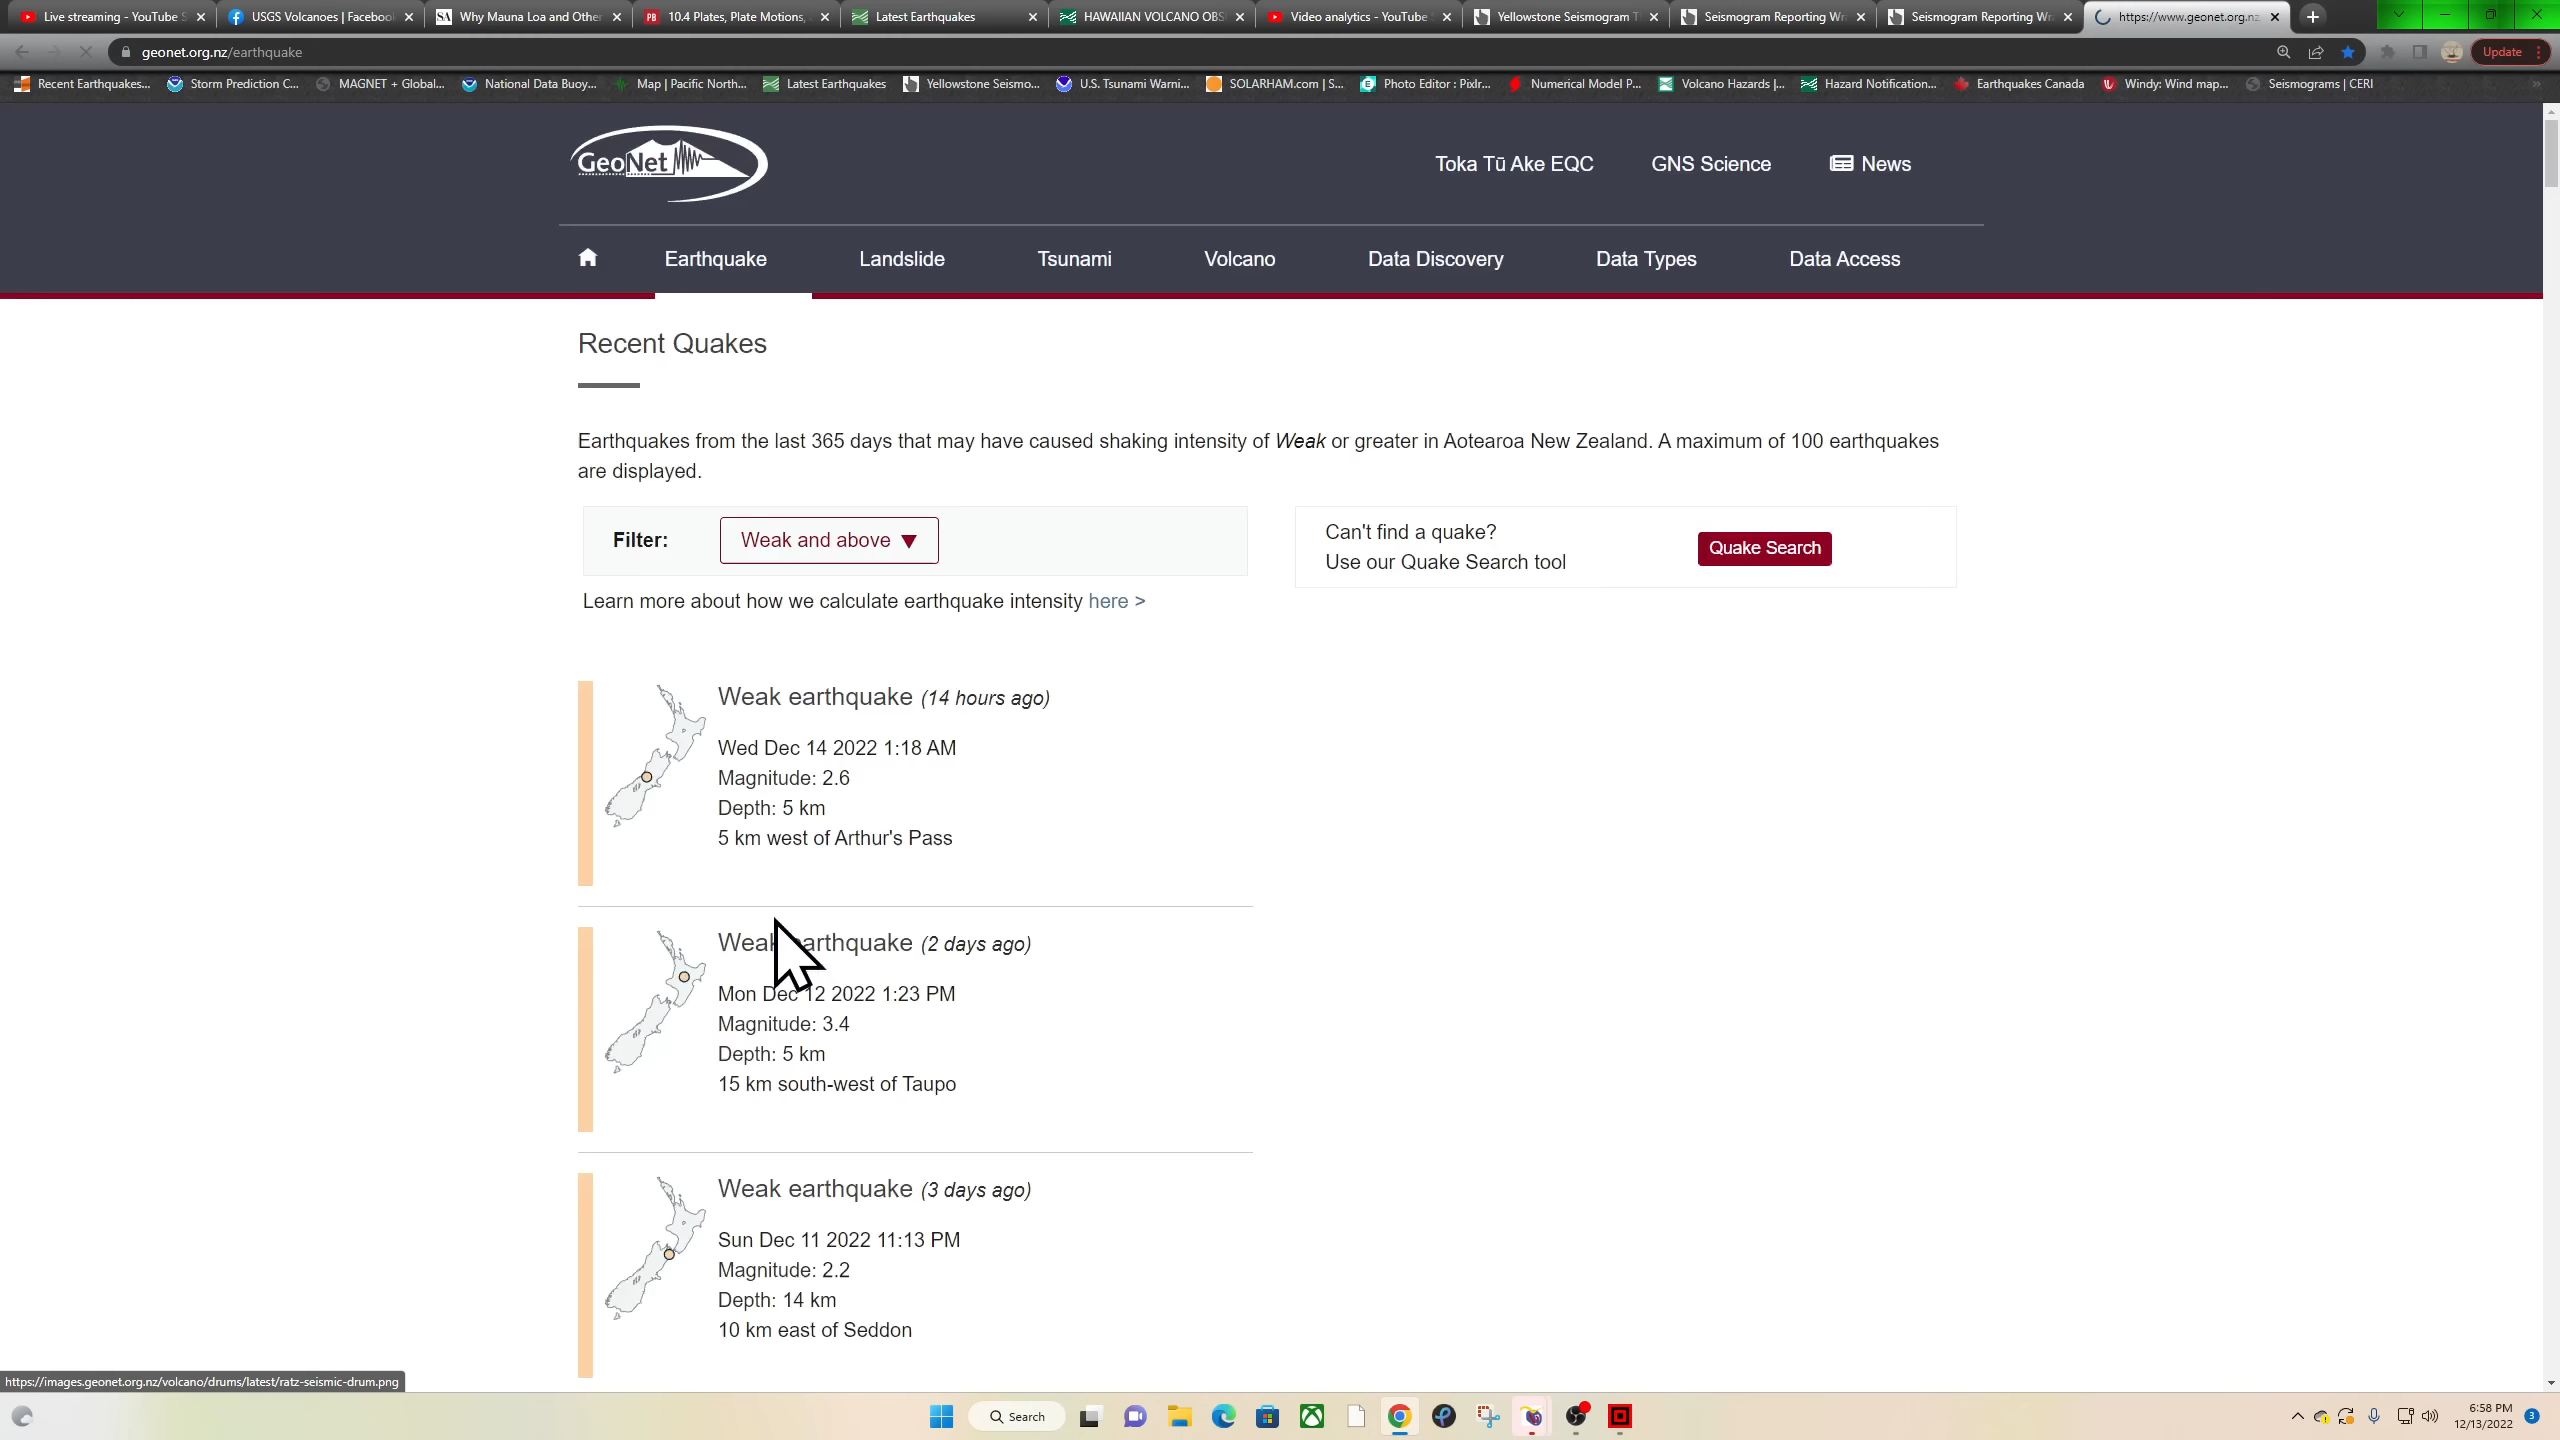 Live streaming - YouTube S
USGS Volcanoes | Facebook
Why Mauna Loa and Other
10.4 Plates, Plate Motions,
Latest Earthquakes
HAWAIIAN VOLCANO OBS
Video analytics - YouTube S
Yellowstone Seismogram T
Seismogram Reporting Wr
Seismogram Reporting Wr
https://www.geonet.org.nz
geonet.org.nz/earthquake
Update
Recent Earthquakes...
Storm Prediction C...
MAGNET + Global...
National Data Buoy...
Map | Pacific North...
Latest Earthquakes
Yellowstone Seismo...
U.S. Tsunami Warni...
SOLARHAM.com | S...
Photo Editor : Pixlr...
Numerical Model P...
Volcano Hazards |...
Hazard Notification...
Earthquakes Canada
Windy: Wind map...
Seismograms | CERI
GeoNet
Toka Tū Ake EQC
GNS Science
News
Earthquake
Landslide
Tsunami
Volcano
Data Discovery
Data Types
Data Access
Recent Quakes
Earthquakes from the last 365 days that may have caused shaking intensity of Weak or greater in Aotearoa New Zealand. A maximum of 100 earthquakes
are displayed.
Filter:
Weak and above ▼
Can't find a quake?
Use our Quake Search tool
Quake Search
Learn more about how we calculate earthquake intensity here >
Weak earthquake (14 hours ago)
Wed Dec 14 2022 1:18 AM
Magnitude: 2.6
Depth: 5 km
5 km west of Arthur's Pass
Weak earthquake (2 days ago)
Mon Dec 12 2022 1:23 PM
Magnitude: 3.4
Depth: 5 km
15 km south-west of Taupo
Weak earthquake (3 days ago)
Sun Dec 11 2022 11:13 PM
Magnitude: 2.2
Depth: 14 km
10 km east of Seddon
https://images.geonet.org.nz/volcano/drums/latest/ratz-seismic-drum.png
Search
6:58 PM
12/13/2022
3